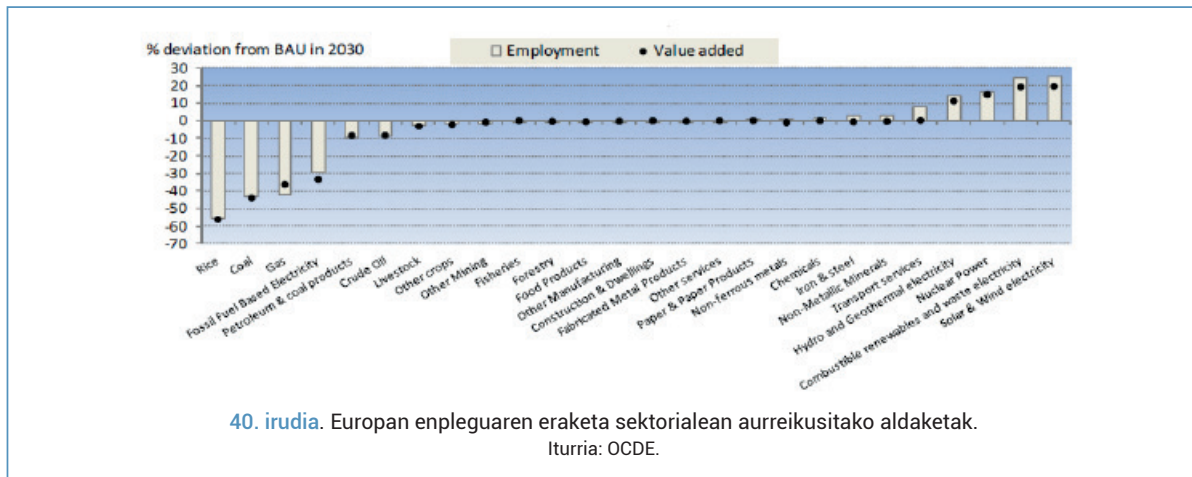 % deviation from BAU in 2030
Employment
Value added
30
20
10
0
-10
-20
-30
-40
-50
-60
-70
Rice
Coal
Gas
Fossil Fuel Based Electricity
Petroleum & coal products
Crude Oil
Livestock
Other crops
Other Mining
Fisheries
Forestry
Food Products
Other Manufacturing
Construction & Dwellings
Fabricated Metal Products
Other services
Paper & Paper Products
Non-ferrous metals
Chemicals
Iron & steel
Non-Metallic Minerals
Transport services
Hydro and Geothermal electricity
Nuclear Power
Combustible renewables and waste electricity
Solar & Wind electricity
40. irudia. Europan enpleguaren eraketa sektorialean aurreikusitako aldaketak.
Iturria: OCDE.